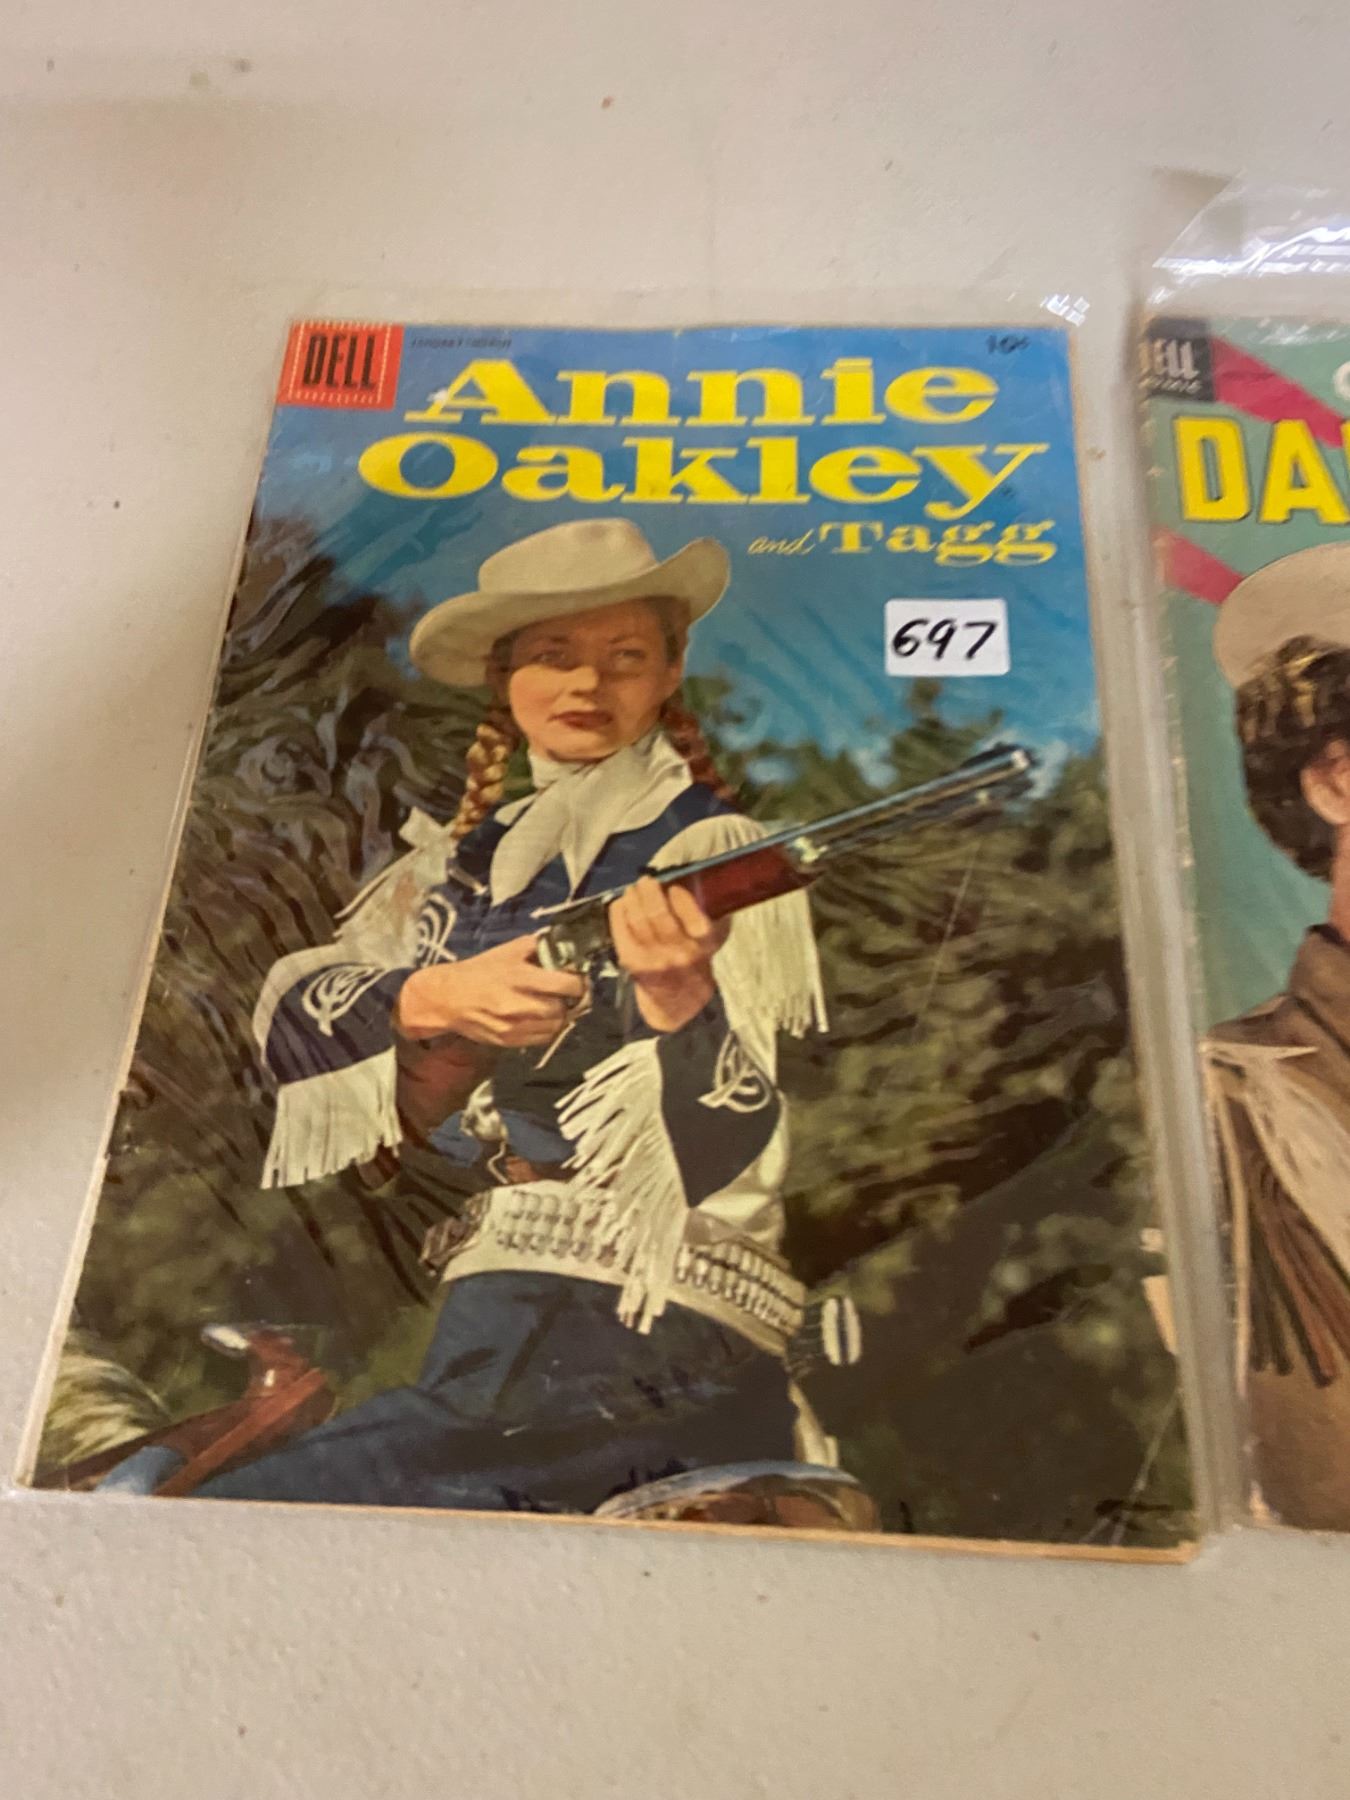 DELL
10¢
Annie
Oakley
and Tagg
697
DELL
DA